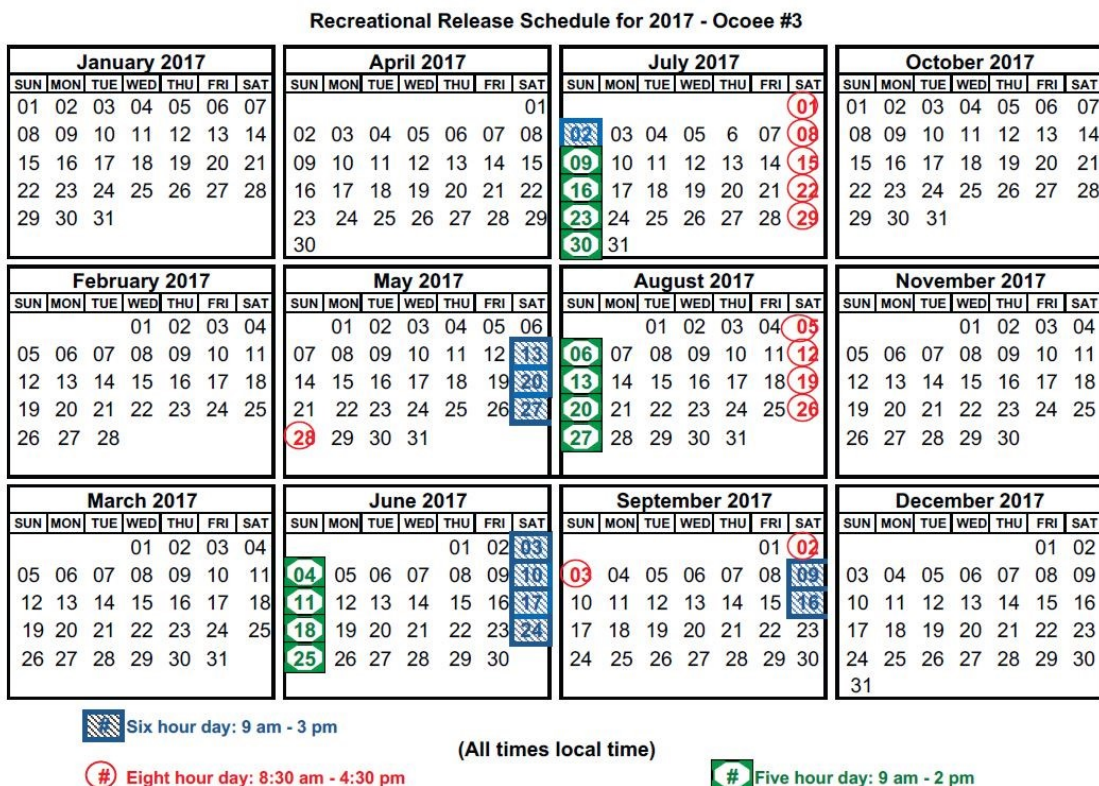 Recreational Release Schedule for 2017 - Ocoee #3
January 2017
SUN MON TUE WED THU FRI SAT
01 02 03 04 05 06 07
08 09 10 11 12 13 14
15 16 17 18 19 20 21
22 23 24 25 26 27 28
29 30 31
February 2017
SUN MON TUE WED THU FRI SAT
01 02 03 04
05 06 07 08 09 10 11
12 13 14 15 16 17 18
19 20 21 22 23 24 25
26 27 28
March 2017
SUN MON TUE WED THU FRI SAT
01 02 03 04
05 06 07 08 09 10 11
12 13 14 15 16 17 18
19 20 21 22 23 24 25
26 27 28 29 30 31
April 2017
SUN MON TUE WED THU FRI SAT
01
02 03 04 05 06 07 08
09 10 11 12 13 14 15
16 17 18 19 20 21 22
23 24 25 26 27 28 29
30
May 2017
SUN MON TUE WED THU FRI SAT
01 02 03 04 05 06
07 08 09 10 11 12 13
14 15 16 17 18 19 20
21 22 23 24 25 26 27
28 29 30 31
June 2017
SUN MON TUE WED THU FRI SAT
01 02 03
04 05 06 07 08 09 10
11 12 13 14 15 16 17
18 19 20 21 22 23 24
25 26 27 28 29 30
July 2017
SUN MON TUE WED THU FRI SAT
01
02 03 04 05 6 07 08
09 10 11 12 13 14 15
16 17 18 19 20 21 22
23 24 25 26 27 28 29
30 31
August 2017
SUN MON TUE WED THU FRI SAT
01 02 03 04 05
06 07 08 09 10 11 12
13 14 15 16 17 18 19
20 21 22 23 24 25 26
27 28 29 30 31
September 2017
SUN MON TUE WED THU FRI SAT
01 02
03 04 05 06 07 08 09
10 11 12 13 14 15 16
17 18 19 20 21 22 23
24 25 26 27 28 29 30
October 2017
SUN MON TUE WED THU FRI SAT
01 02 03 04 05 06 07
08 09 10 11 12 13 14
15 16 17 18 19 20 21
22 23 24 25 26 27 28
29 30 31
November 2017
SUN MON TUE WED THU FRI SAT
01 02 03 04
05 06 07 08 09 10 11
12 13 14 15 16 17 18
19 20 21 22 23 24 25
26 27 28 29 30
December 2017
SUN MON TUE WED THU FRI SAT
01 02
03 04 05 06 07 08 09
10 11 12 13 14 15 16
17 18 19 20 21 22 23
24 25 26 27 28 29 30
31
# Six hour day: 9 am - 3 pm
(All times local time)
# Eight hour day: 8:30 am - 4:30 pm
# Five hour day: 9 am - 2 pm